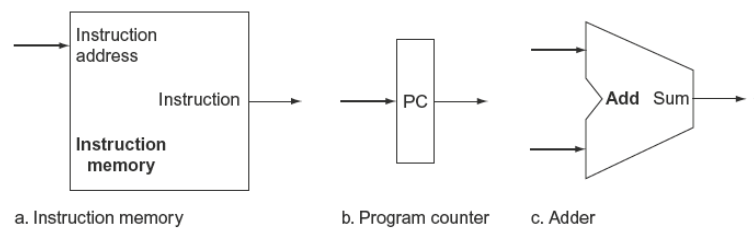 Instruction
address
Instruction
Instruction
memory
a. Instruction memory
PC
b. Program counter
Add Sum
c. Adder